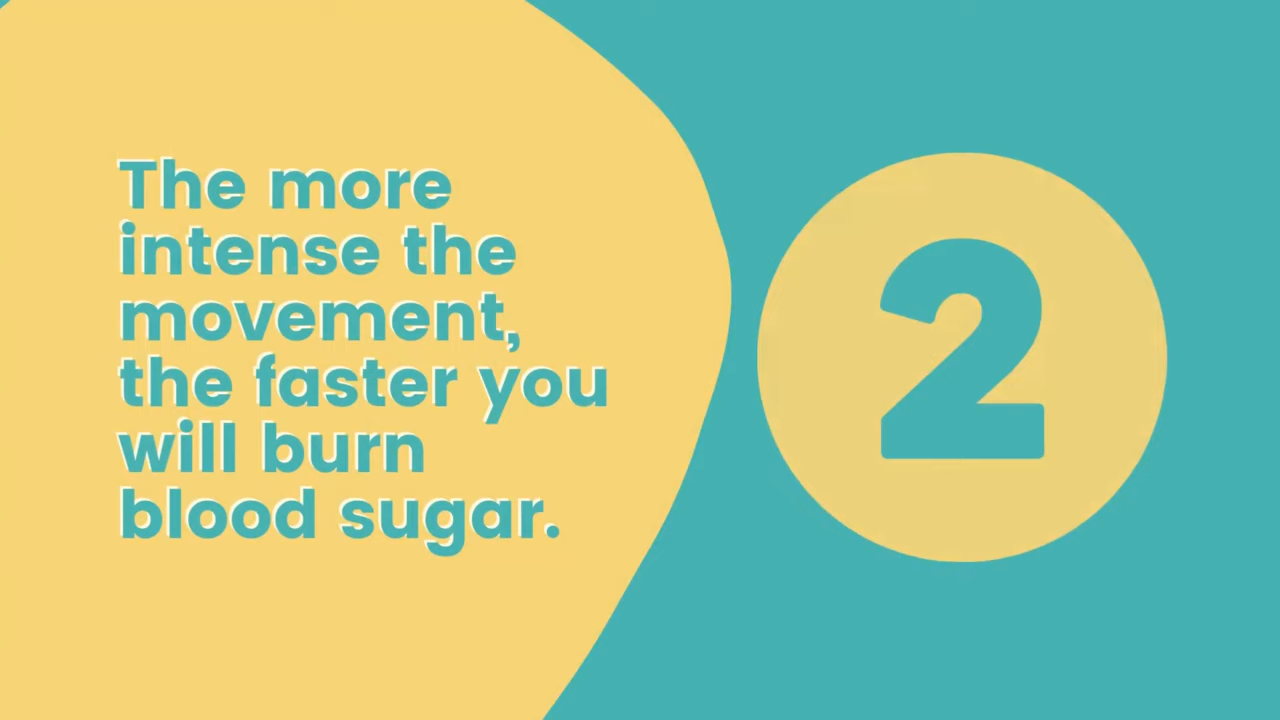 The more
intense the
movement,
the faster you
will burn
blood sugar.
2